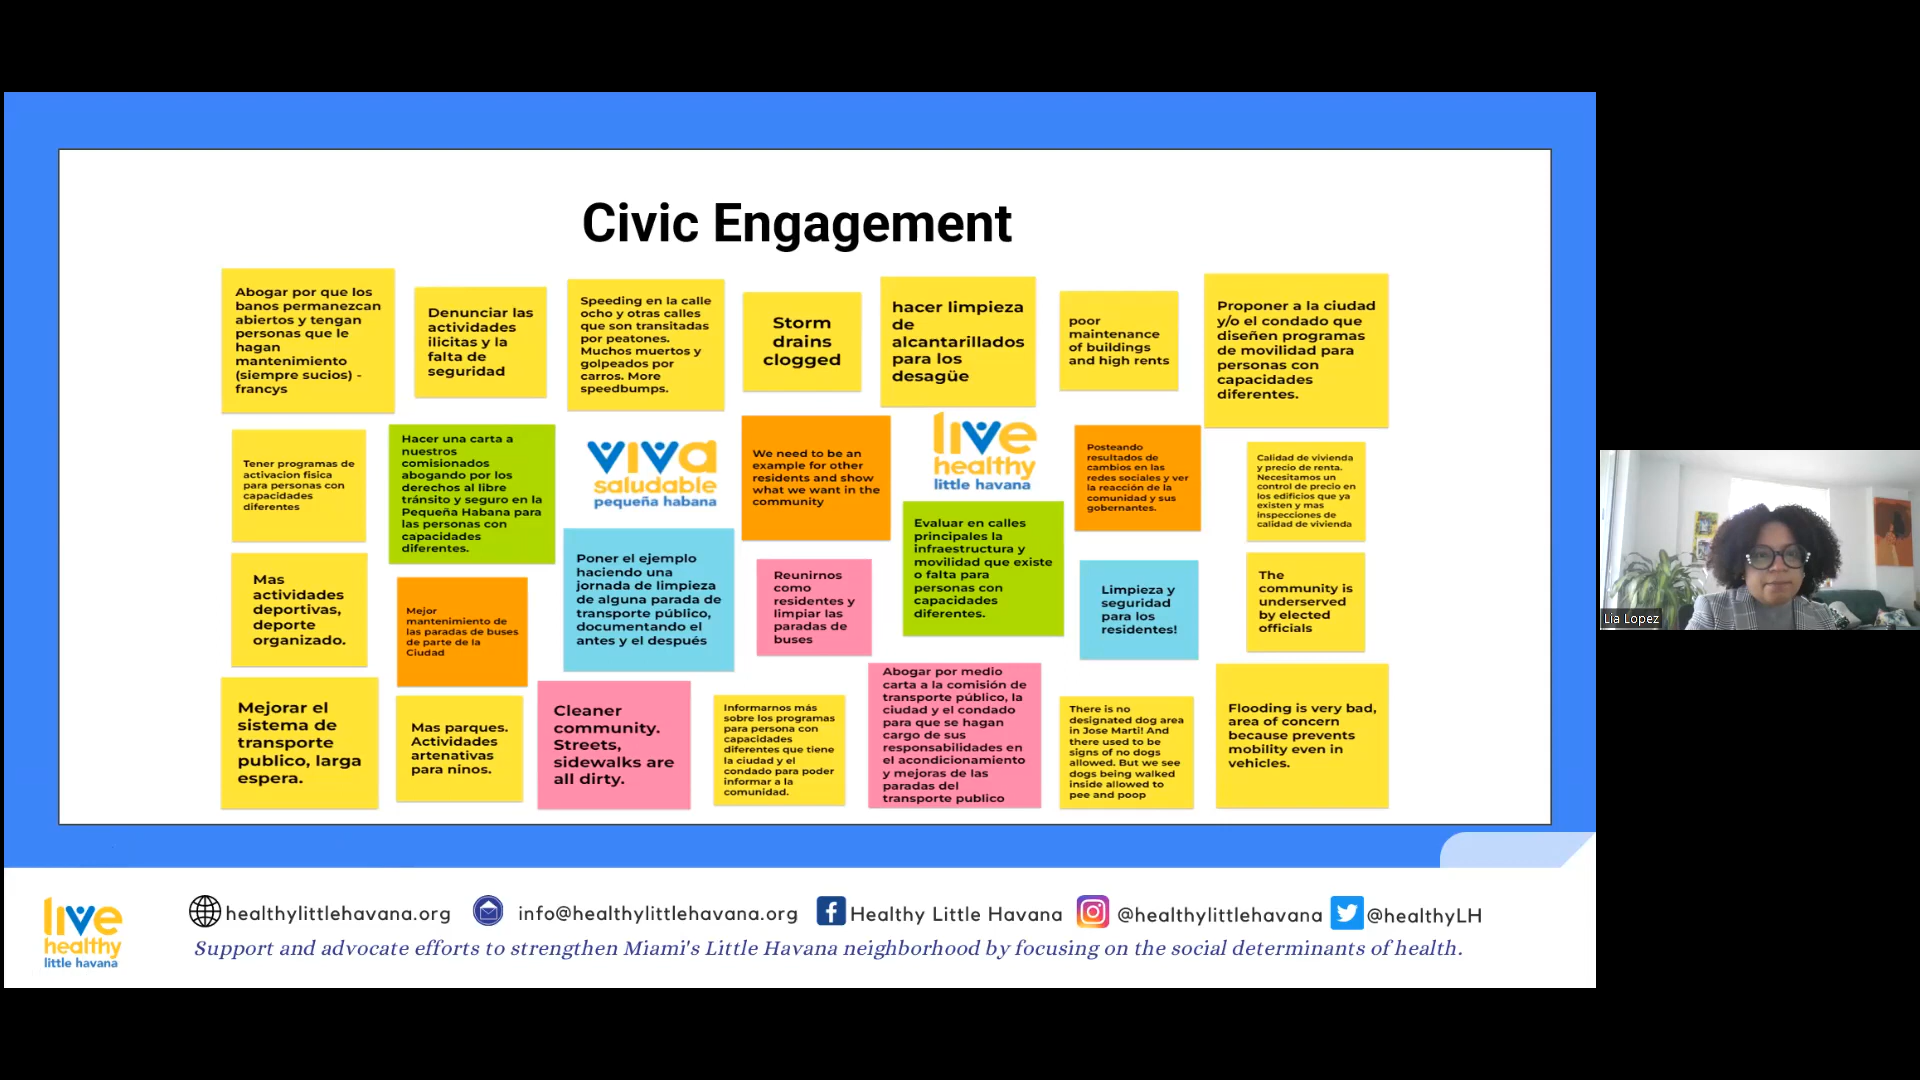 Civic Engagement
Abogar por que los
banos permanezcan
abiertos y tengan
personas que le
hagan
mantenimiento
(siempre sucios) -
francys
Denunciar las
actividades
ilicitas y la
falta de
seguridad
Speeding en la calle
ocho y otras calles
que son transitadas
por peatones.
Muchos muertos y
golpeados por
carros. More
speedbumps.
Storm
drains
clogged
hacer limpieza
de
alcantarillados
para los
desagüe
poor
maintenance
of buildings
and high rents
Proponer a la ciudad
y/o el condado que
diseñen programas
de movilidad para
personas con
capacidades
diferentes.
Tener programas de
activacion fisica
para personas con
capacidades
diferentes
Hacer una carta a
nuestros
comisionados
abogando por los
derechos al libre
tránsito y seguro en la
Pequeña Habana para
las personas con
capacidades
diferentes.
viva
saludable
pequeña habana
We need to be an
example for other
residents and show
what we want in the
community
live
healthy
little havana
Posteando
resultados de
cambios en las
redes sociales y ver
la reacción de la
comunidad y sus
gobernantes.
Calidad de vivienda
y precio de renta.
Necesitamos un
control de precio en
los edificios que ya
existen y mas
inspecciones de
calidad de vivienda
Mas
actividades
deportivas,
deporte
organizado.
Mejor
mantenimiento de
las paradas de buses
de parte de la
Ciudad
Poner el ejemplo
haciendo una
jornada de limpieza
de alguna parada de
transporte público,
documentando el
antes y el después
Reunirnos
como
residentes y
limpiar las
paradas de
buses
Evaluar en calles
principales la
infraestructura y
movilidad que existe
o falta para
personas con
capacidades
diferentes.
Limpieza y
seguridad
para los
residentes!
The
community is
underserved
by elected
officials
Mejorar el
sistema de
transporte
publico, larga
espera.
Mas parques.
Actividades
artenativas
para ninos.
Cleaner
community.
Streets,
sidewalks are
all dirty.
Informarnos más
sobre los programas
para persona con
capacidades
diferentes que tiene
la ciudad y el
condado para poder
informar a la
comunidad.
Abogar por medio
carta a la comisión de
transporte público, la
ciudad y el condado
para que se hagan
cargo de sus
responsabilidades en
el acondicionamiento
y mejoras de las
paradas del
transporte publico
There is no
designated dog area
in Jose Marti! And
there used to be
signs of no dogs
allowed. But we see
dogs being walked
inside allowed to
pee and poop
Flooding is very bad,
area of concern
because prevents
mobility even in
vehicles.
Lia Lopez
live
healthy
little havana
healthylittlehavana.org info@healthylittlehavana.org Healthy Little Havana @healthylittlehavana @healthyLH
Support and advocate efforts to strengthen Miami's Little Havana neighborhood by focusing on the social determinants of health.